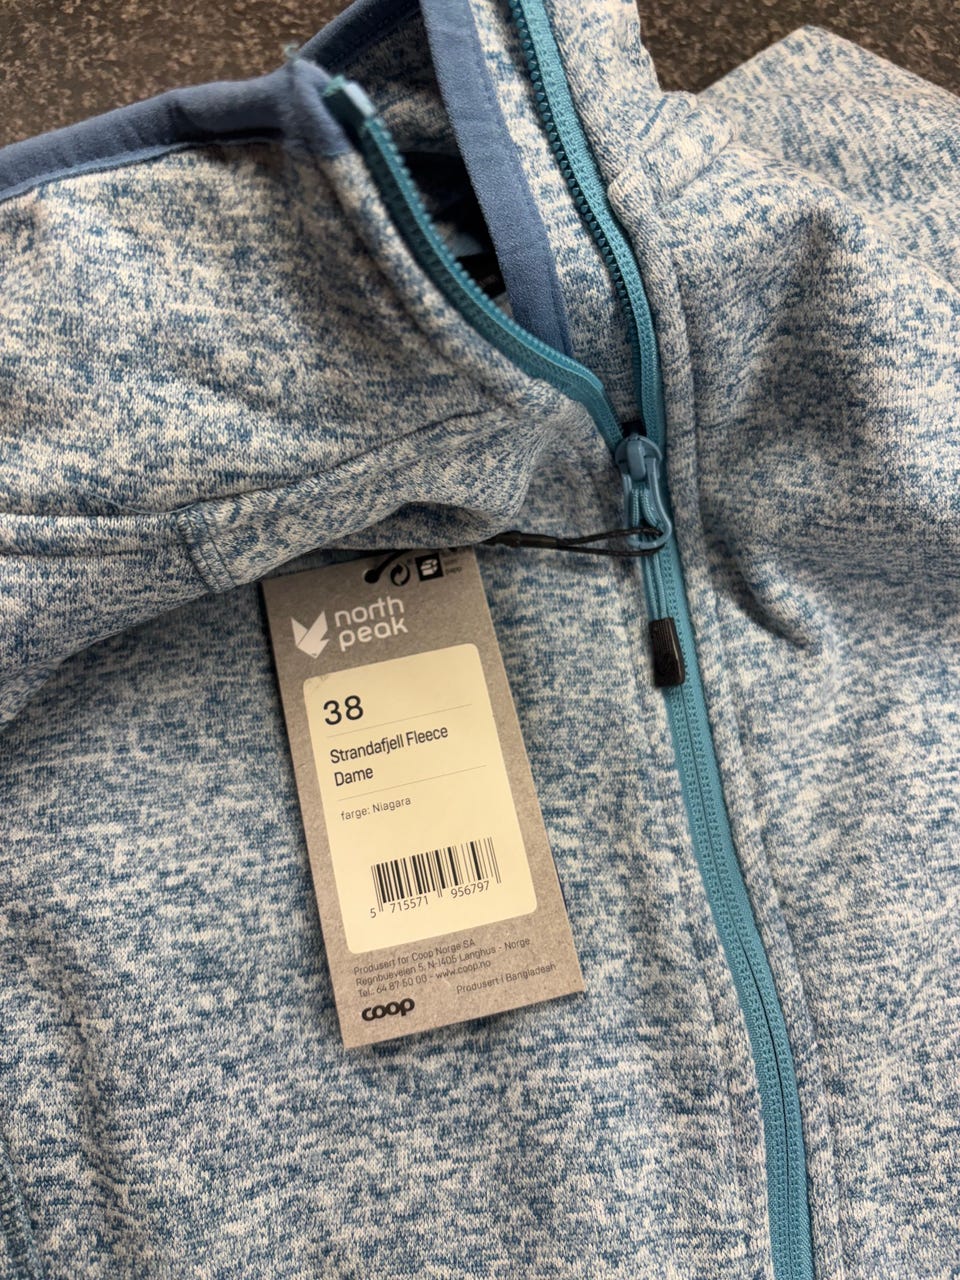 north
peak
38
Strandafjell Fleece
Dame
farge: Niagara
5 715571 956797
Produsert for Coop Norge SA
Regnbueveien 5, N-1405 Langhus - Norge
Tel.: 64 87 50 00 - www.coop.no
Produsert i Bangladesh
coop